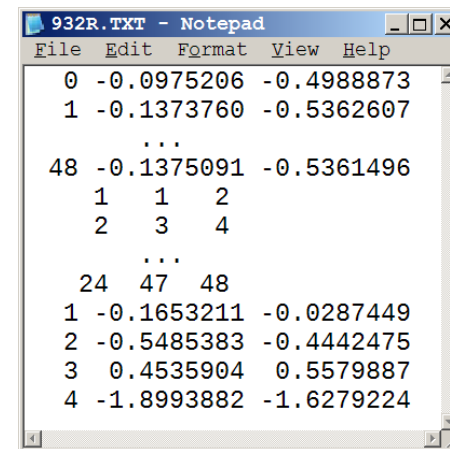 932R.TXT - Notepad
File Edit Format View Help
0 -0.0975206 -0.4988873
1 -0.1373760 -0.5362607
...
48 -0.1375091 -0.5361496
1 1 2
2 3 4
...
24 47 48
1 -0.1653211 -0.0287449
2 -0.5485383 -0.4442475
3 0.4535904 0.5579887
4 -1.8993882 -1.6279224